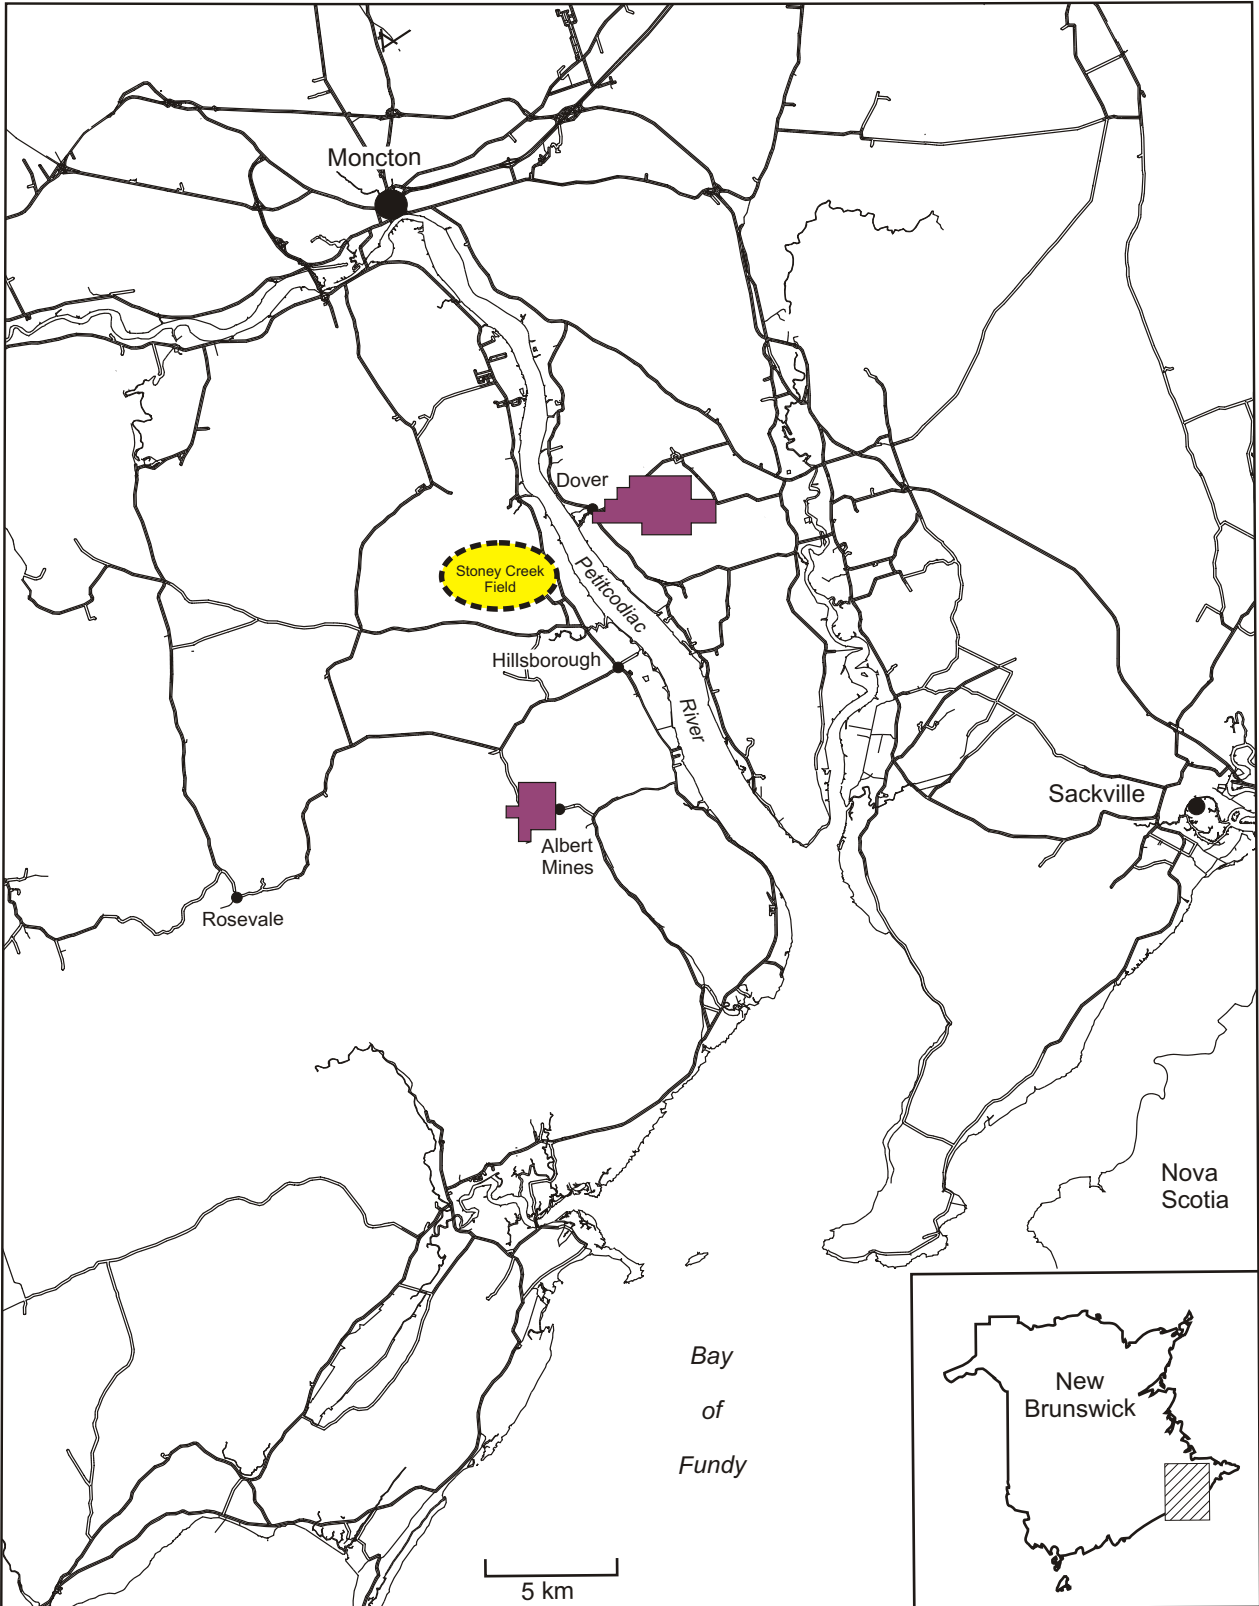 Moncton
Dover
Stoney Creek
Field
Petitcodiac
River
Hillsborough
Sackville
Albert
Mines
Rosevale
Nova
Scotia
Bay
of
Fundy
New
Brunswick
5 km